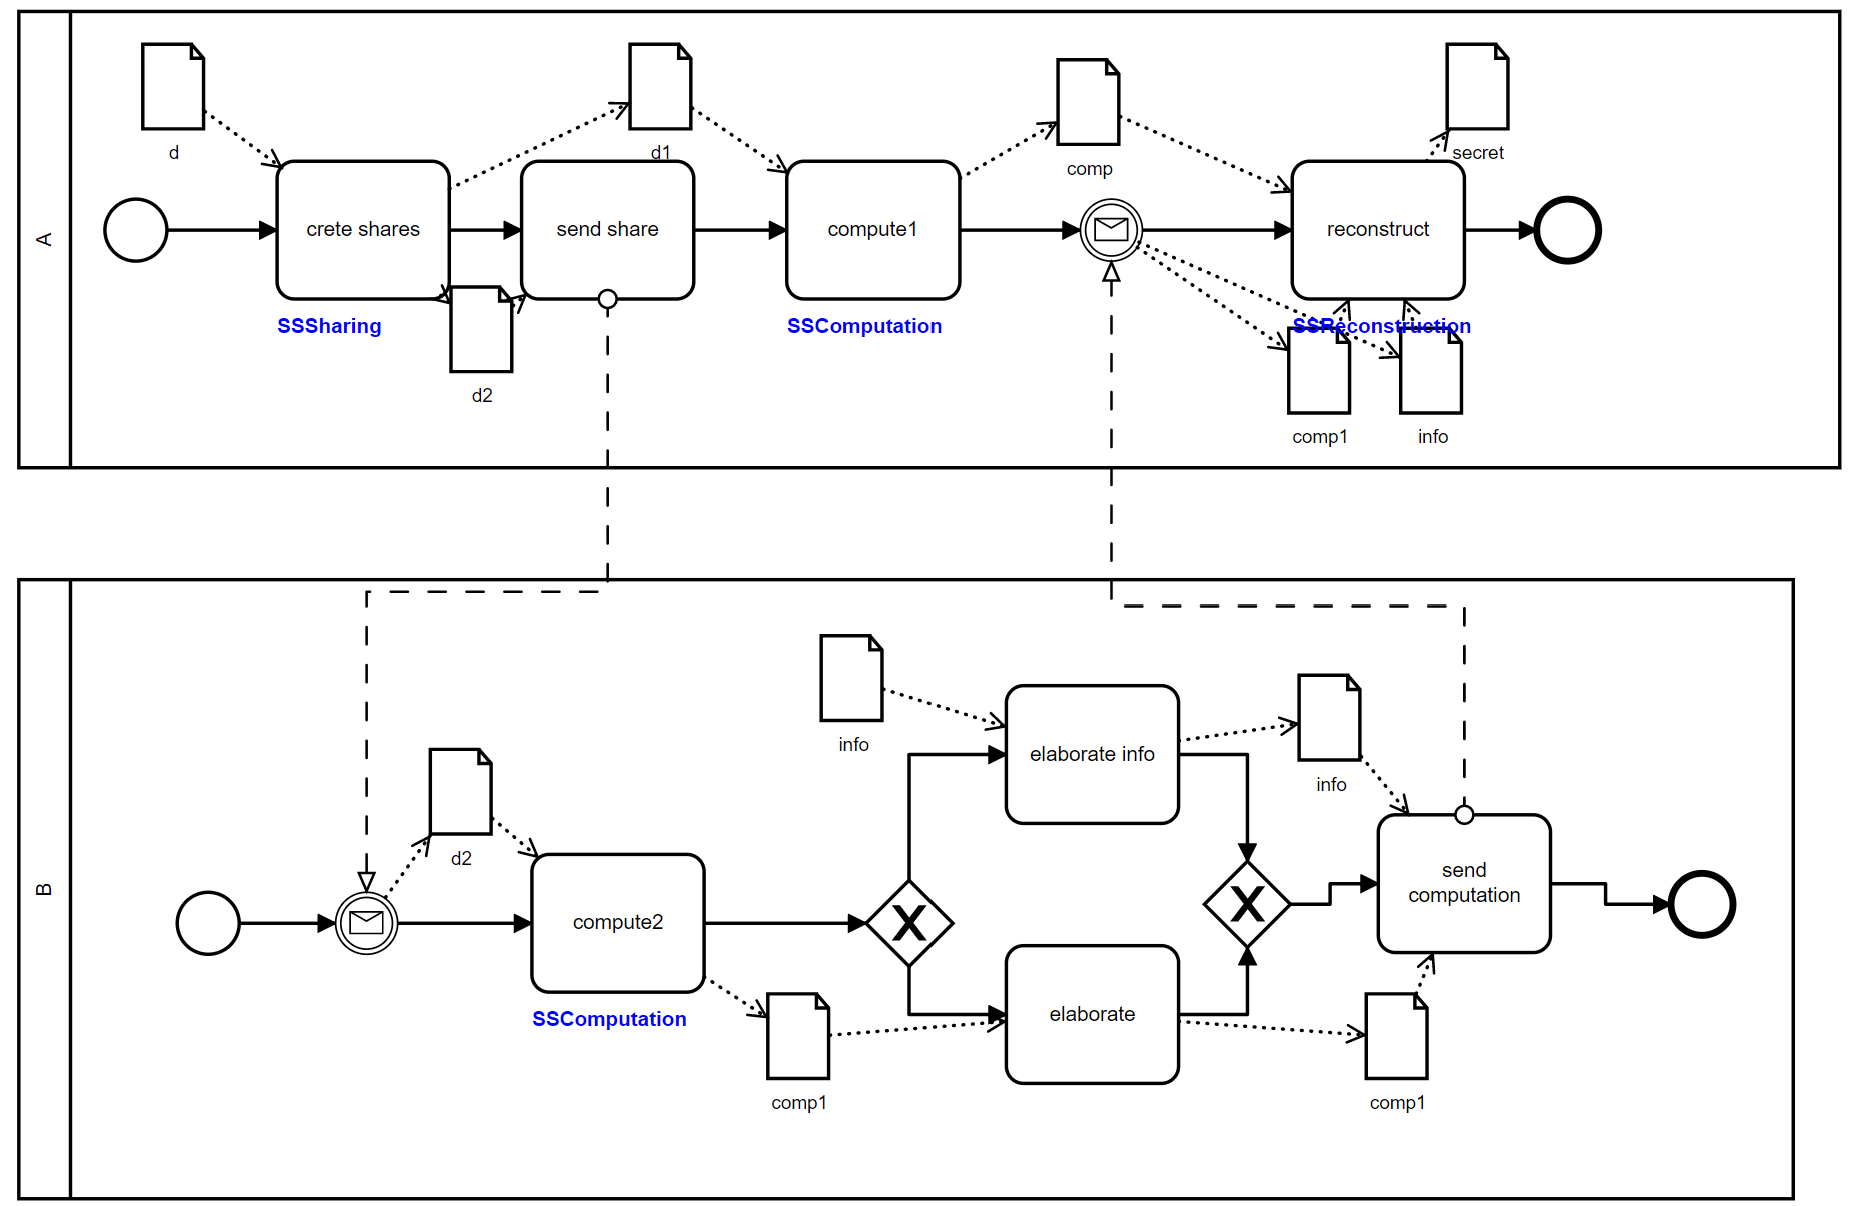 A
d
d1
comp
secret
crete shares
send share
compute1
reconstruct
SSSharing
SSComputation
SSReconstruction
d2
comp1
info
B
info
elaborate info
info
d2
compute2
X
X
send
computation
SSComputation
elaborate
comp1
comp1